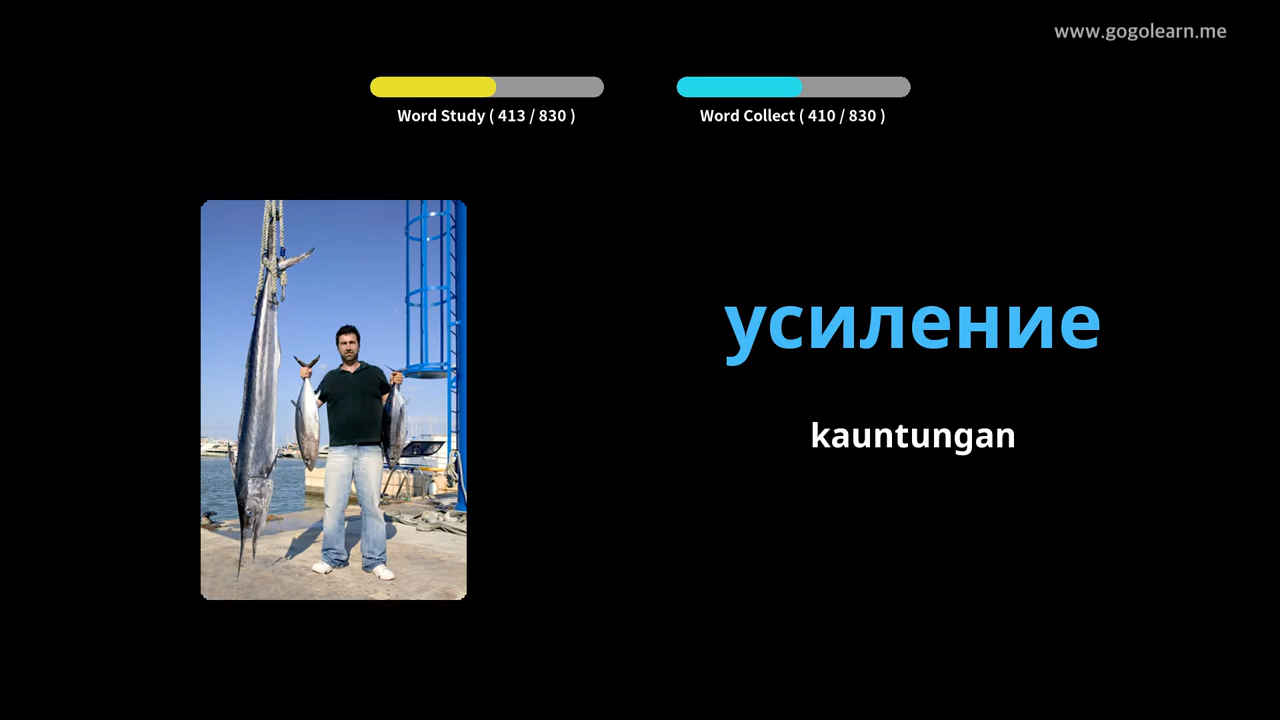 www.gogolearn.me
Word Study ( 413 / 830 )
Word Collect ( 410 / 830 )
усиление
kauntungan